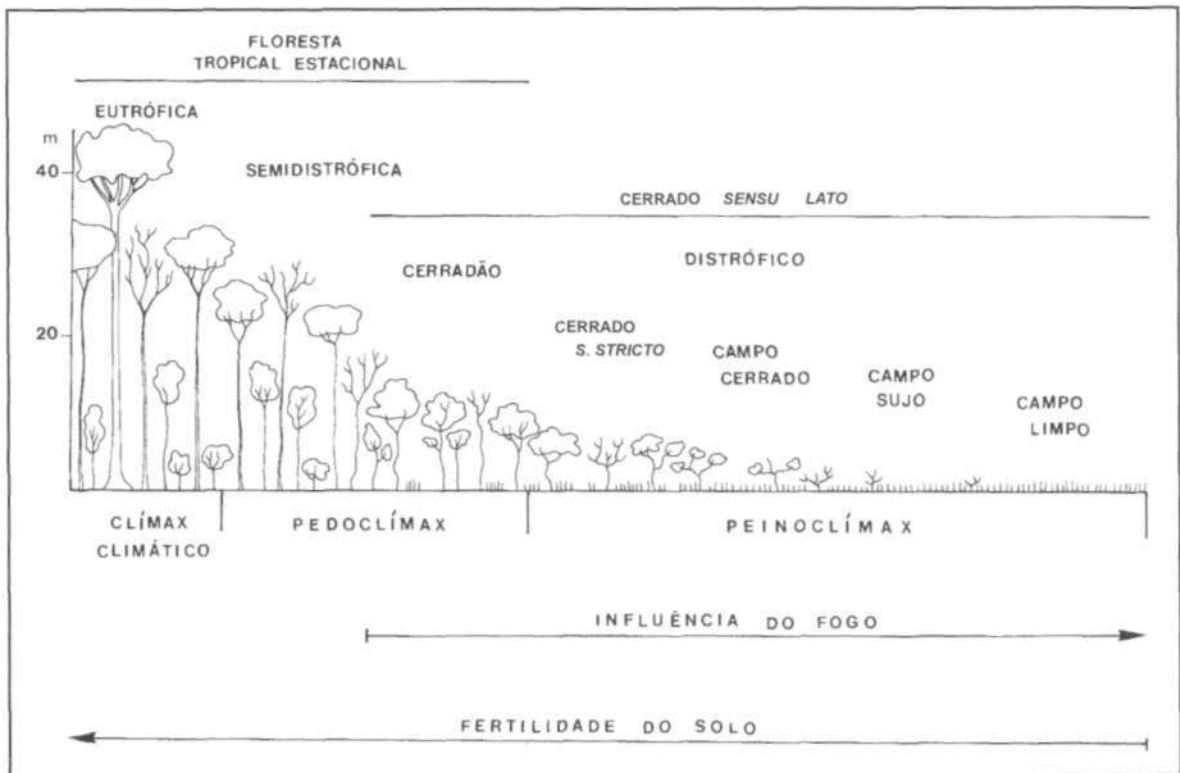 FLORESTA
TROPICAL ESTACIONAL
EUTRÓFICA
m
40
SEMIDISTRÓFICA
CERRADO SENSU LATO
CERRADÃO
DISTRÓFICO
20
CERRADO
S. STRICTO
CAMPO
CERRADO
CAMPO
SUJO
CAMPO
LIMPO
CLÍMAX
CLIMÁTICO
PEDOCLÍMAX
PEINOCLÍMAX
INFLUÊNCIA DO FOGO
FERTILIDADE DO SOLO